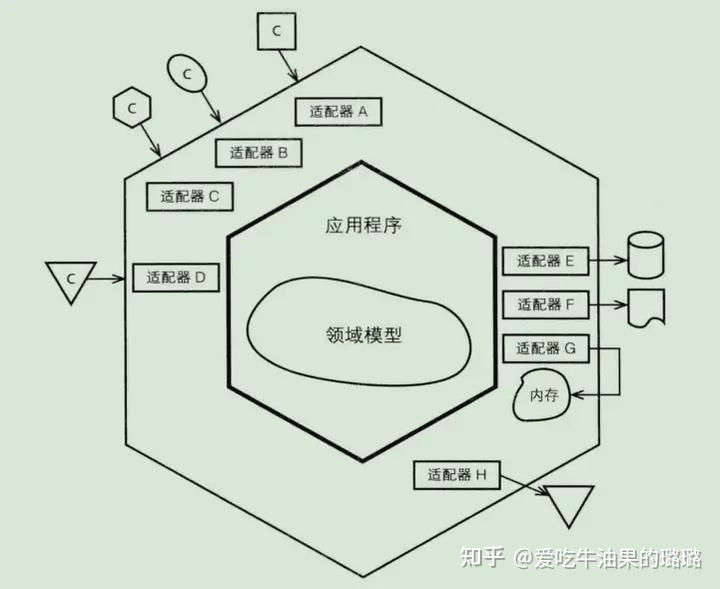 C
C
C
适配器 A
适配器 B
适配器 C
应用程序
C
适配器 D
适配器 E
适配器 F
领域模型
适配器 G
内存
适配器 H
知乎 @爱吃牛油果的璐璐